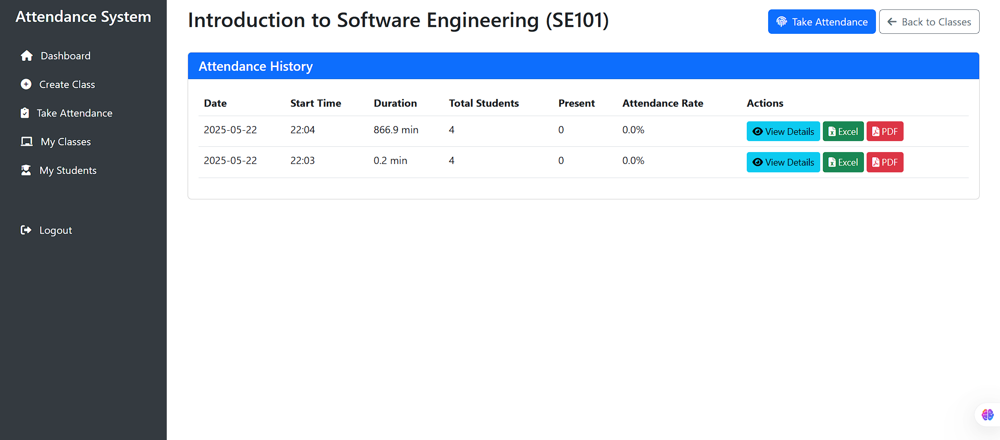 Attendance System
Dashboard
Create Class
Take Attendance
My Classes
My Students
Logout
Introduction to Software Engineering (SE101)
Take Attendance
Back to Classes
Attendance History
Date Start Time Duration Total Students Present Attendance Rate Actions
2025-05-22 22:04 866.9 min 4 0 0.0% View Details Excel PDF
2025-05-22 22:03 0.2 min 4 0 0.0% View Details Excel PDF